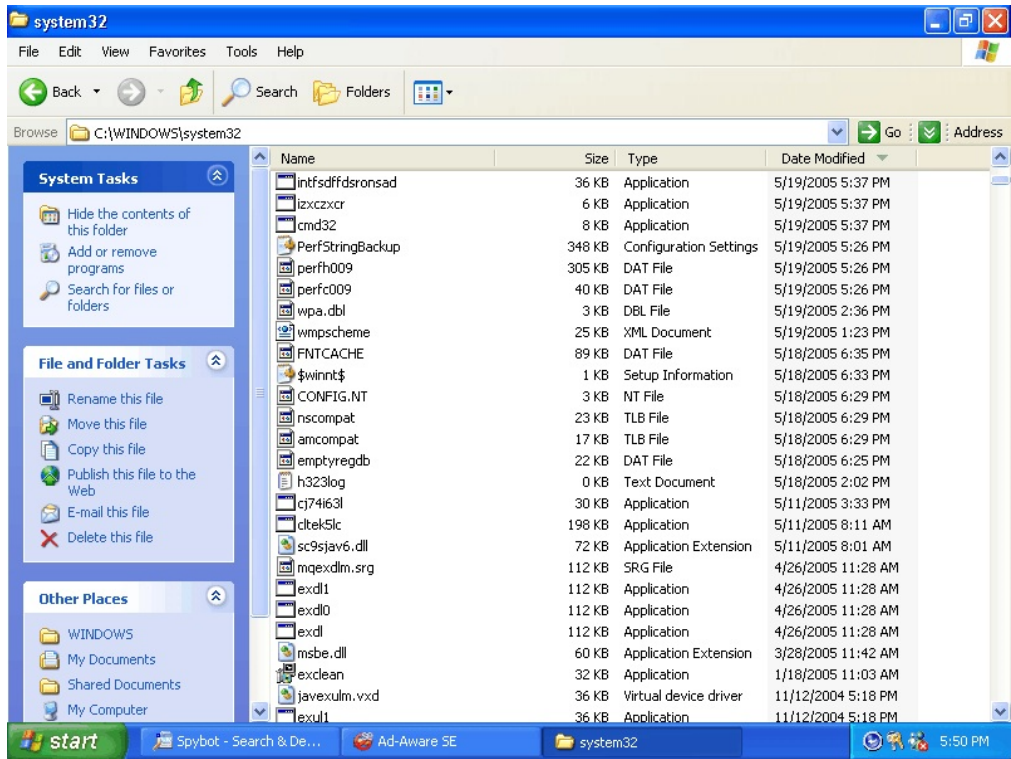 system32
File Edit View Favorites Tools Help
Back Search Folders
Browse C:\WINDOWS\system32 Go Address
System Tasks
Hide the contents of
this folder
Add or remove
programs
Search for files or
folders
File and Folder Tasks
Rename this file
Move this file
Copy this file
Publish this file to the
Web
E-mail this file
Delete this file
Other Places
WINDOWS
My Documents
Shared Documents
My Computer
Name Size Type Date Modified
intfsdffdsronsad 36 KB Application 5/19/2005 5:37 PM
izxczxcr 6 KB Application 5/19/2005 5:37 PM
cmd32 8 KB Application 5/19/2005 5:37 PM
PerfStringBackup 348 KB Configuration Settings 5/19/2005 5:26 PM
perfh009 305 KB DAT File 5/19/2005 5:26 PM
perfc009 40 KB DAT File 5/19/2005 5:26 PM
wpa.dbl 3 KB DBL File 5/19/2005 2:36 PM
wmpscheme 25 KB XML Document 5/19/2005 1:23 PM
FNTCACHE 89 KB DAT File 5/18/2005 6:35 PM
$winnt$ 1 KB Setup Information 5/18/2005 6:33 PM
CONFIG.NT 3 KB NT File 5/18/2005 6:29 PM
nscompat 23 KB TLB File 5/18/2005 6:29 PM
amcompat 17 KB TLB File 5/18/2005 6:29 PM
emptyregdb 22 KB DAT File 5/18/2005 6:25 PM
h323log 0 KB Text Document 5/18/2005 2:02 PM
cj74i63l 30 KB Application 5/11/2005 3:33 PM
cltek5lc 198 KB Application 5/11/2005 8:11 AM
sc9sjav6.dll 72 KB Application Extension 5/11/2005 8:01 AM
mqexdlm.srg 112 KB SRG File 4/26/2005 11:28 AM
exdl1 112 KB Application 4/26/2005 11:28 AM
exdl0 112 KB Application 4/26/2005 11:28 AM
exdl 112 KB Application 4/26/2005 11:28 AM
msbe.dll 60 KB Application Extension 3/28/2005 11:42 AM
exclean 32 KB Application 1/18/2005 11:03 AM
javexulm.vxd 36 KB Virtual device driver 11/12/2004 5:18 PM
exul1 36 KB Application 11/12/2004 5:18 PM
start Spybot - Search & De... Ad-Aware SE system32 5:50 PM